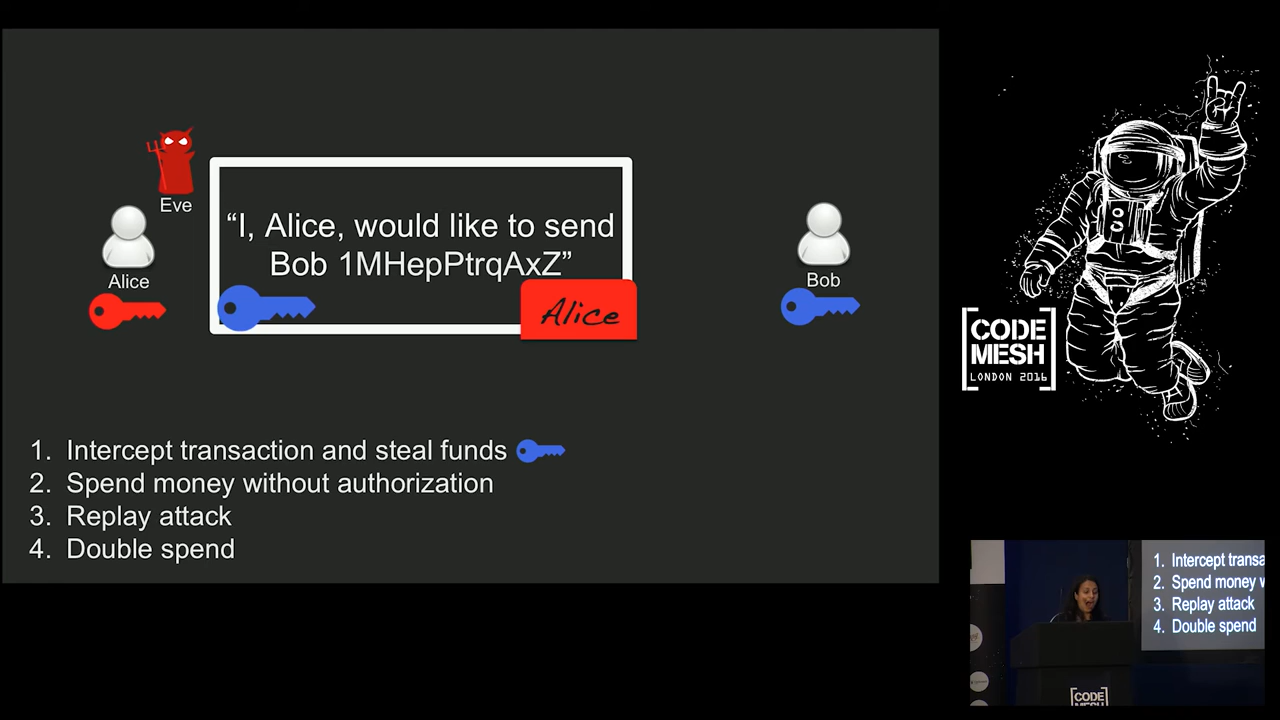 Eve
Alice
“I, Alice, would like to send
Bob 1MHepPtrqAxZ”
Alice
Bob
1. Intercept transaction and steal funds
2. Spend money without authorization
3. Replay attack
4. Double spend
CODE
MESH
LONDON 2016
1. Intercept transa
2. Spend money w
3. Replay attack
4. Double spend
CODE
MESH